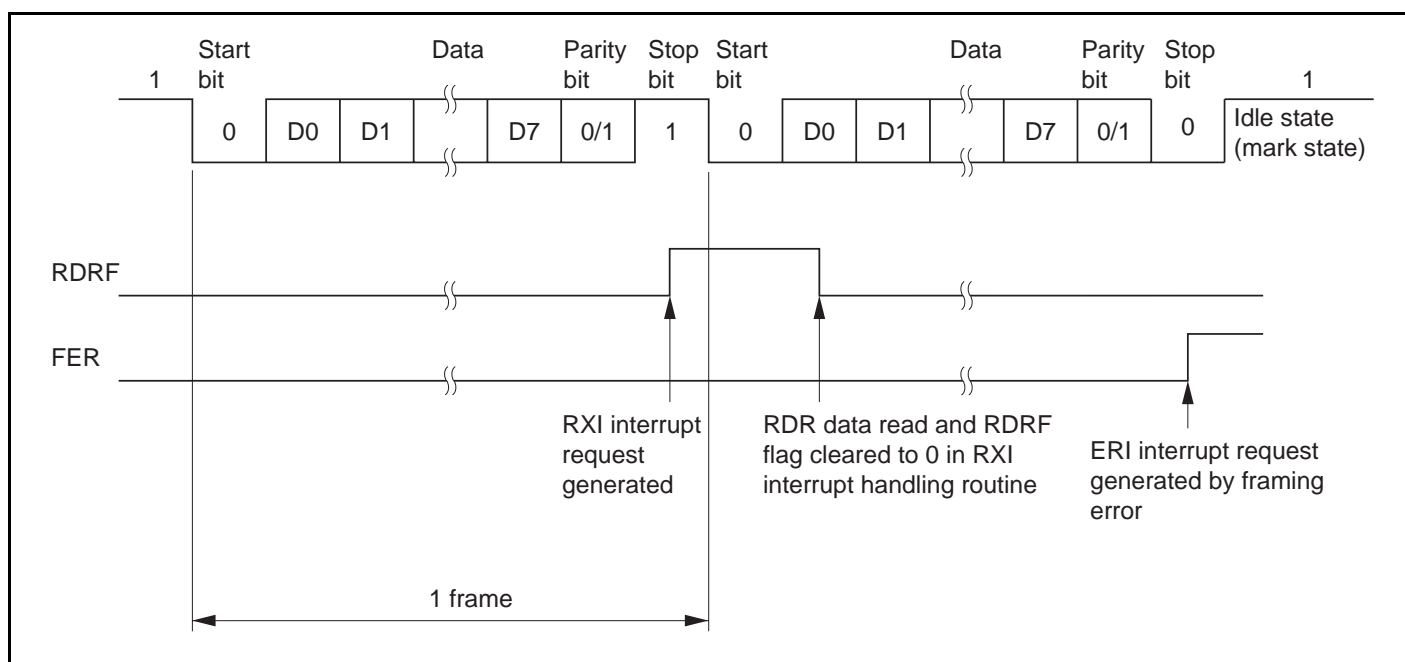 Start bit
Data
Parity bit
Stop bit
Start bit
Data
Parity bit
Stop bit
1
1
0
D0
D1
D7
0/1
1
0
D0
D1
D7
0/1
0
Idle state
(mark state)
RDRF
FER
RXI interrupt
request
generated
RDR data read and RDRF
flag cleared to 0 in RXI
interrupt handling routine
ERI interrupt request
generated by framing
error
1 frame